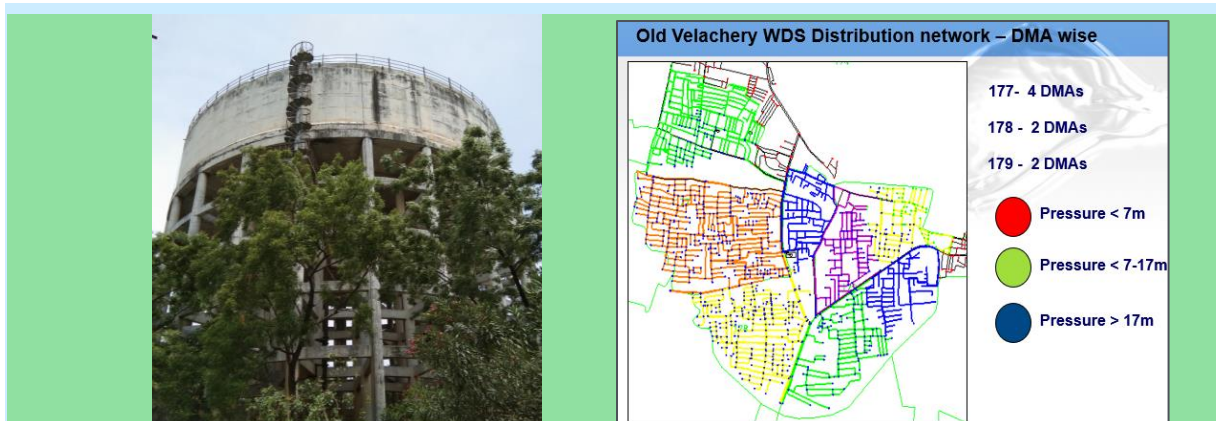 Old Velachery WDS Distribution network – DMA wise
177- 4 DMAs
178 - 2 DMAs
179 - 2 DMAs
Pressure < 7m
Pressure < 7-17m
Pressure > 17m